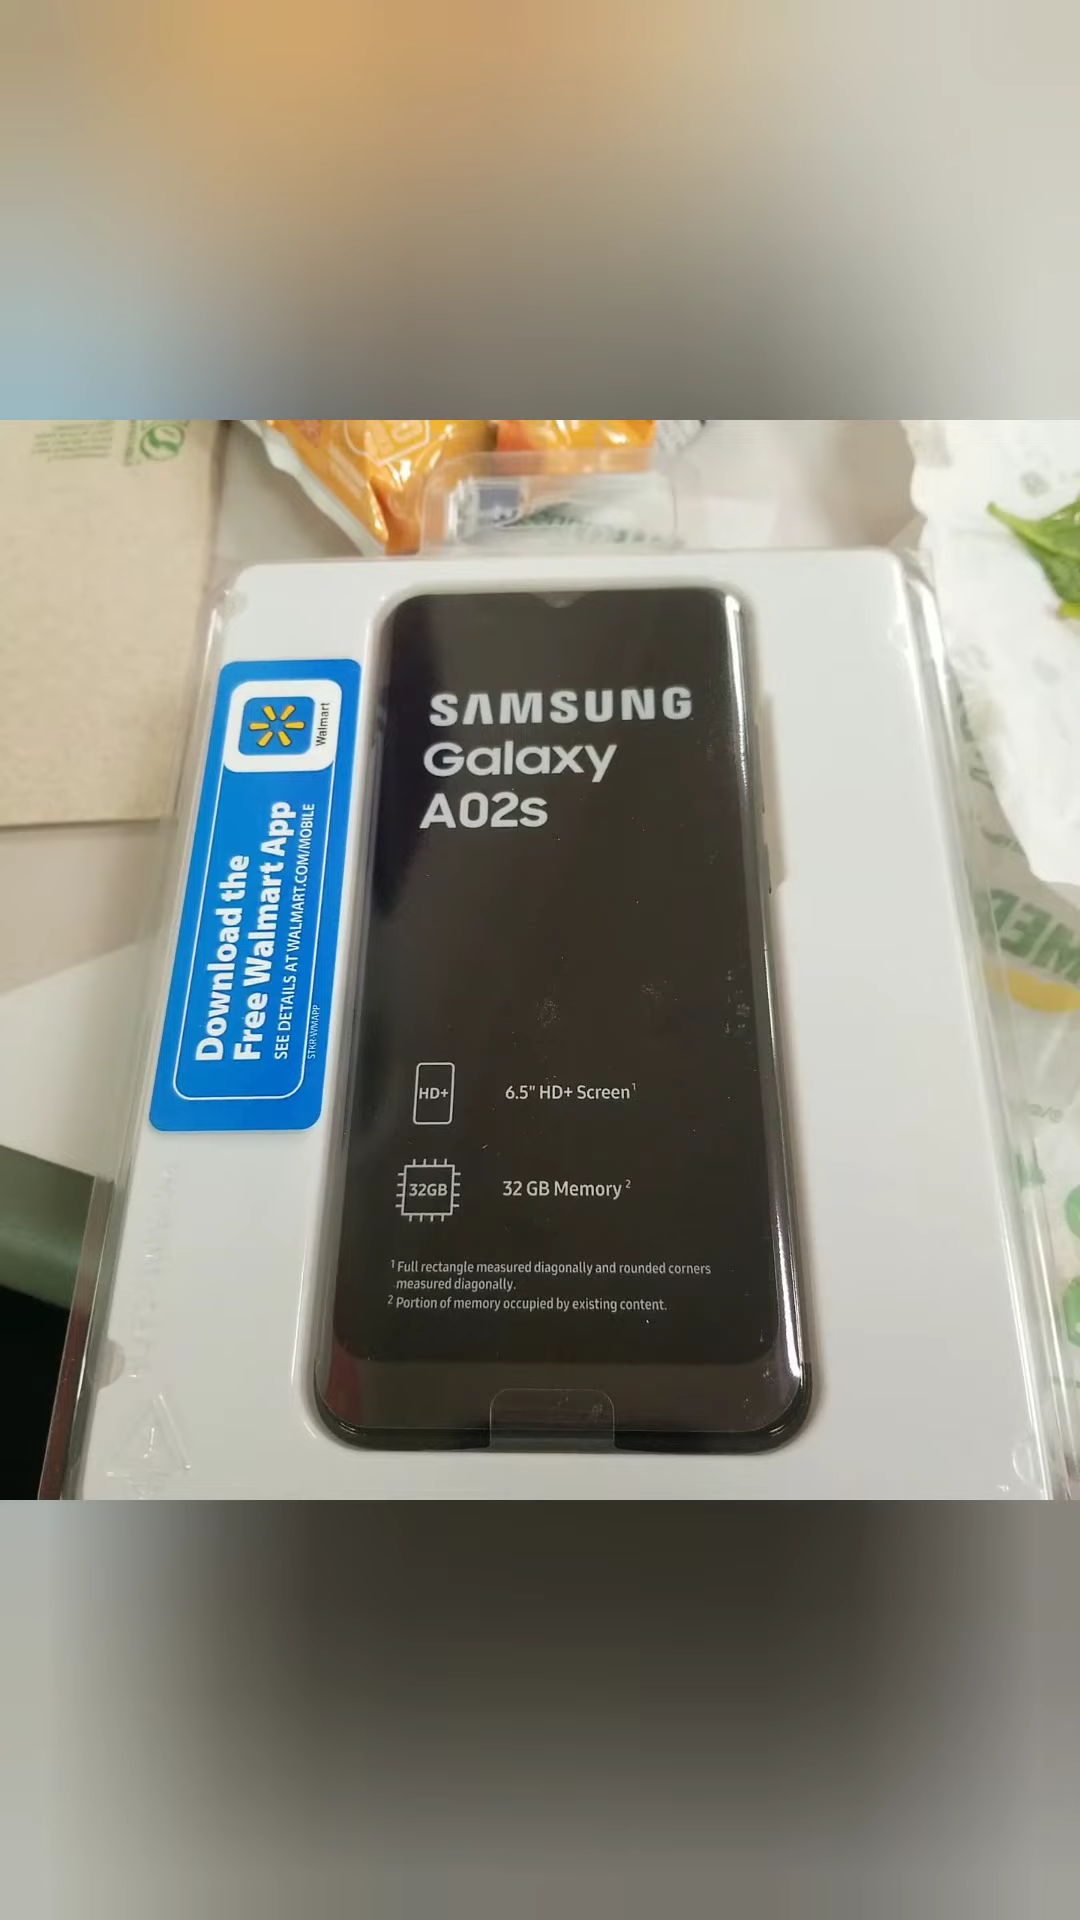 SAMSUNG
Galaxy
A02s
HD+
6.5" HD+ Screen¹
32GB
32 GB Memory²
¹ Full rectangle measured diagonally and rounded corners
measured diagonally.
² Portion of memory occupied by existing content.
Walmart
Download the
Free Walmart App
SEE DETAILS AT WALMART.COM/MOBILE
STKR-WMAPP